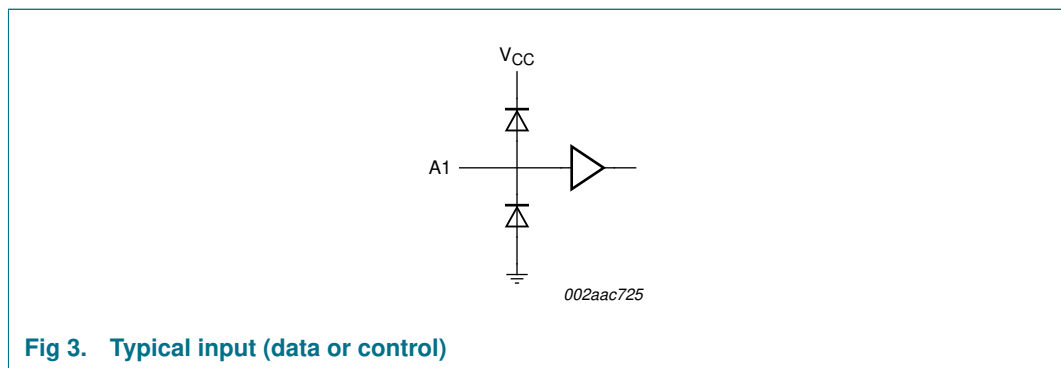 VCC
A1
002aac725
Fig 3. Typical input (data or control)